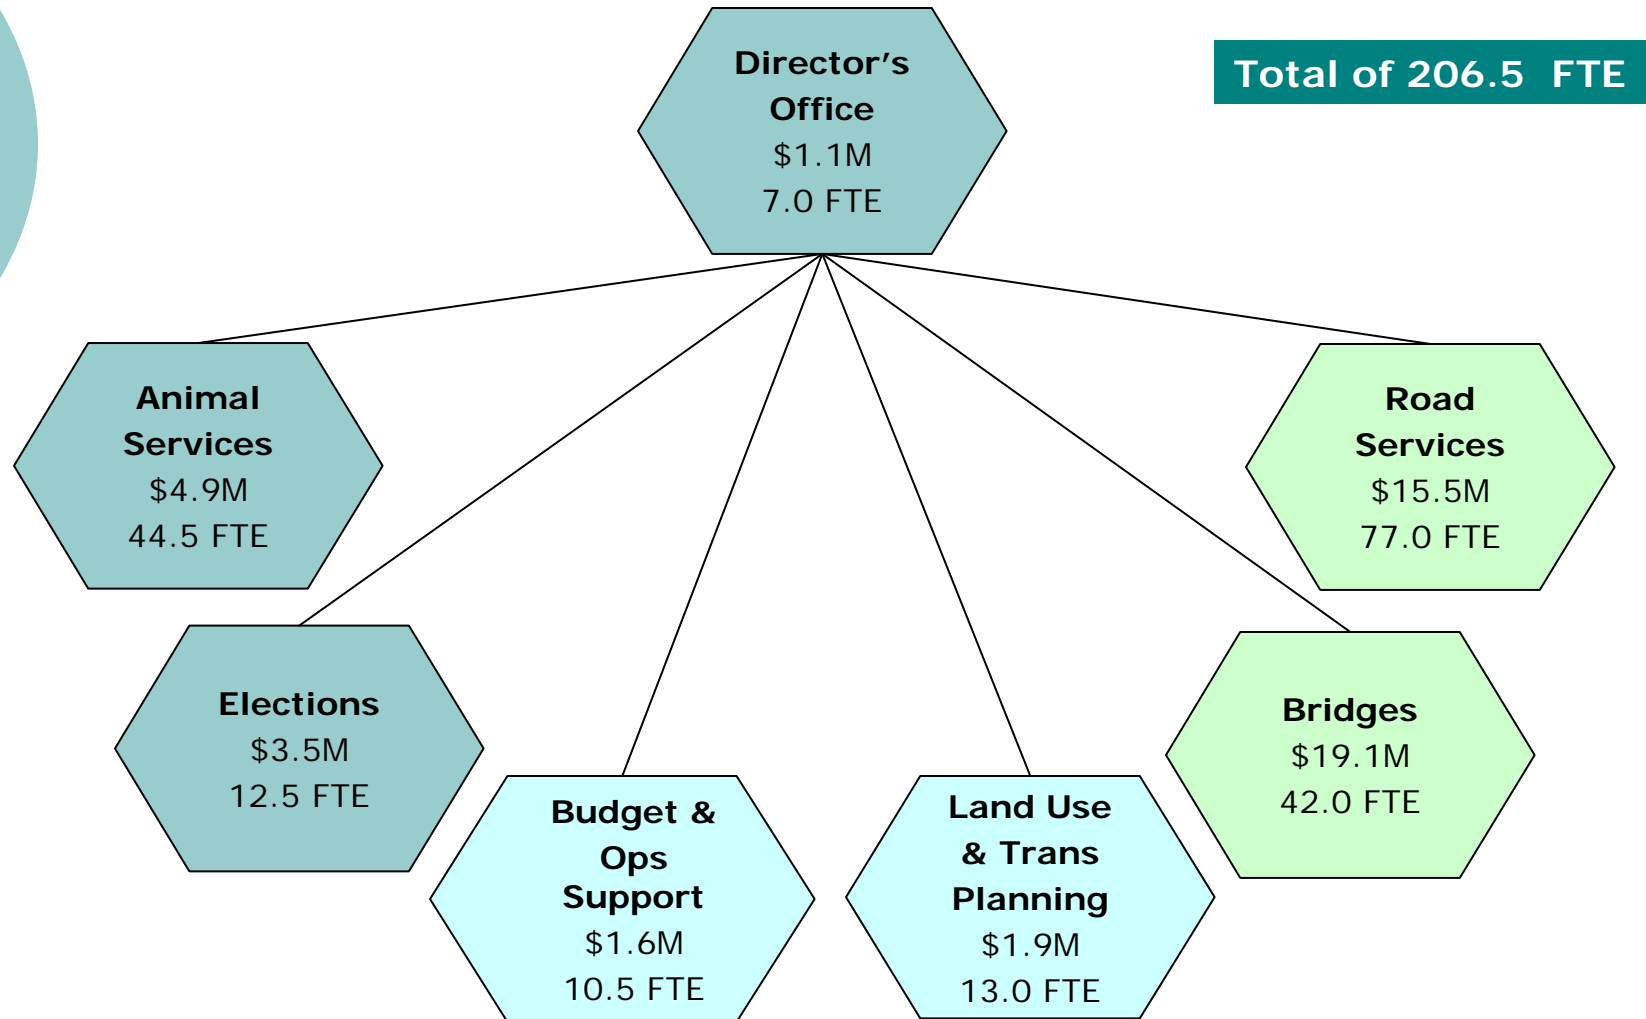 Director's
Office
$1.1M
7.0 FTE
Total of 206.5 FTE
Animal
Services
$4.9M
44.5 FTE
Road
Services
$15.5M
77.0 FTE
Elections
$3.5M
12.5 FTE
Bridges
$19.1M
42.0 FTE
Budget &
Ops
Support
$1.6M
10.5 FTE
Land Use
& Trans
Planning
$1.9M
13.0 FTE